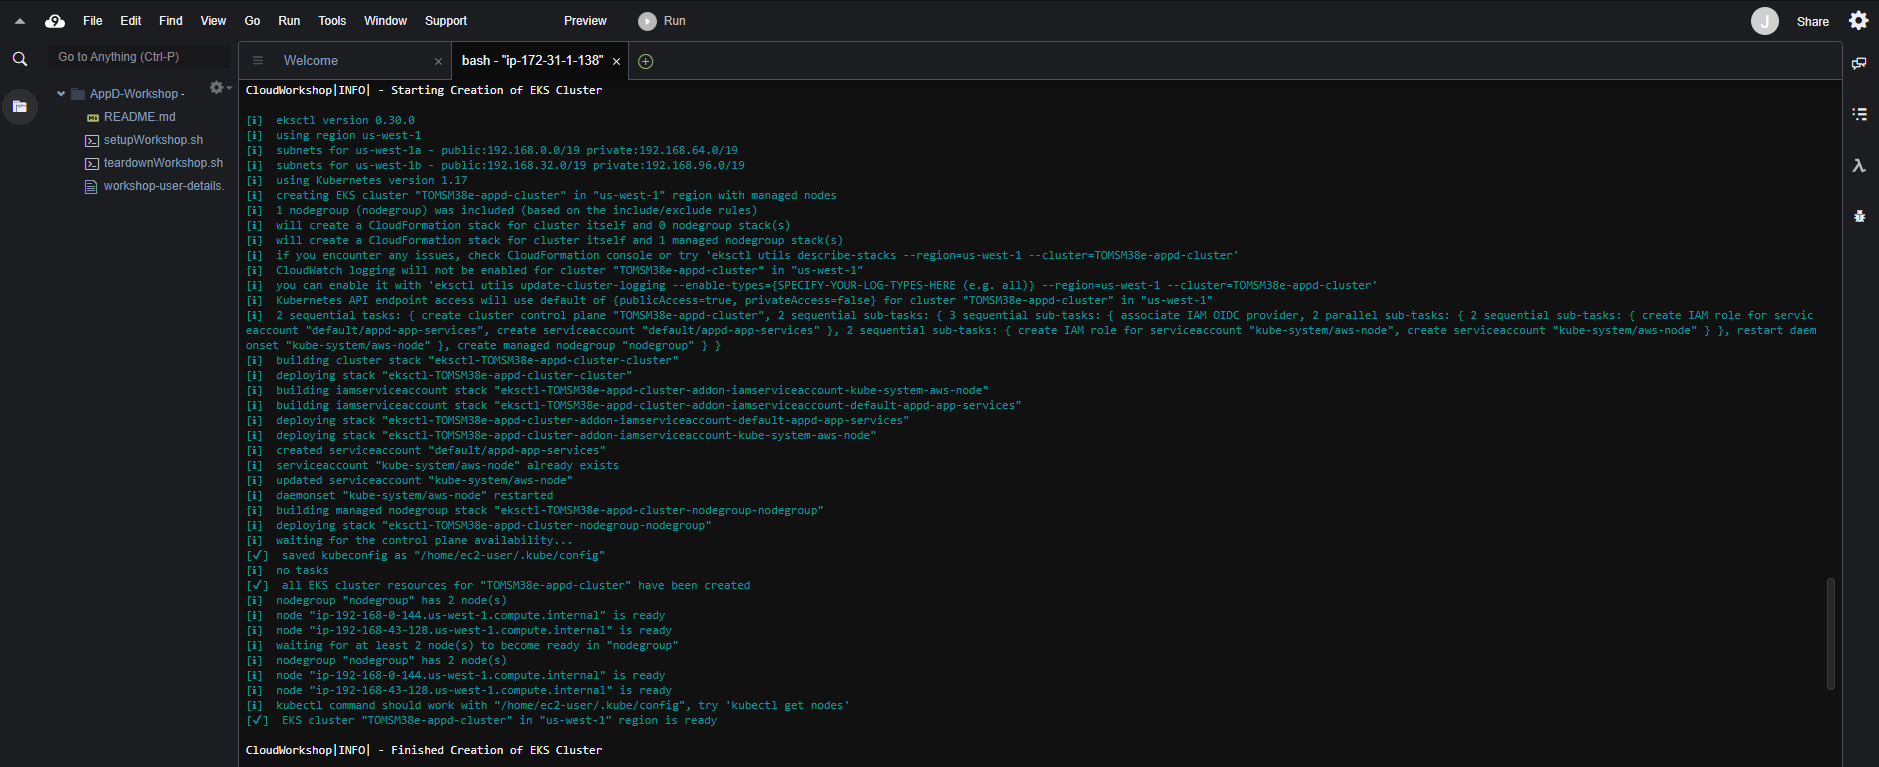 File Edit Find View Go Run Tools Window Support Preview Run J Share
Go to Anything (Ctrl-P)
Welcome
bash - "ip-172-31-1-138"
AppD-Workshop -
README.md
setupWorkshop.sh
teardownWorkshop.sh
workshop-user-details.
CloudWorkshop|INFO| - Starting Creation of EKS Cluster
[ℹ]  eksctl version 0.30.0
[ℹ]  using region us-west-1
[ℹ]  subnets for us-west-1a - public:192.168.0.0/19 private:192.168.64.0/19
[ℹ]  subnets for us-west-1b - public:192.168.32.0/19 private:192.168.96.0/19
[ℹ]  using Kubernetes version 1.17
[ℹ]  creating EKS cluster "TOMSM38e-appd-cluster" in "us-west-1" region with managed nodes
[ℹ]  1 nodegroup (nodegroup) was included (based on the include/exclude rules)
[ℹ]  will create a CloudFormation stack for cluster itself and 0 nodegroup stack(s)
[ℹ]  will create a CloudFormation stack for cluster itself and 1 managed nodegroup stack(s)
[ℹ]  if you encounter any issues, check CloudFormation console or try 'eksctl utils describe-stacks --region=us-west-1 --cluster=TOMSM38e-appd-cluster'
[ℹ]  CloudWatch logging will not be enabled for cluster "TOMSM38e-appd-cluster" in "us-west-1"
[ℹ]  you can enable it with 'eksctl utils update-cluster-logging --enable-types={SPECIFY-YOUR-LOG-TYPES-HERE (e.g. all)} --region=us-west-1 --cluster=TOMSM38e-appd-cluster'
[ℹ]  Kubernetes API endpoint access will use default of {publicAccess=true, privateAccess=false} for cluster "TOMSM38e-appd-cluster" in "us-west-1"
[ℹ]  2 sequential tasks: { create cluster control plane "TOMSM38e-appd-cluster", 2 sequential sub-tasks: { 3 sequential sub-tasks: { associate IAM OIDC provider, 2 parallel sub-tasks: { 2 sequential sub-tasks: { create IAM role for servic
eaccount "default/appd-app-services", create serviceaccount "default/appd-app-services" }, 2 sequential sub-tasks: { create IAM role for serviceaccount "kube-system/aws-node", create serviceaccount "kube-system/aws-node" } }, restart daem
onset "kube-system/aws-node" }, create managed nodegroup "nodegroup" } }
[ℹ]  building cluster stack "eksctl-TOMSM38e-appd-cluster-cluster"
[ℹ]  deploying stack "eksctl-TOMSM38e-appd-cluster-cluster"
[ℹ]  building iamserviceaccount stack "eksctl-TOMSM38e-appd-cluster-addon-iamserviceaccount-kube-system-aws-node"
[ℹ]  building iamserviceaccount stack "eksctl-TOMSM38e-appd-cluster-addon-iamserviceaccount-default-appd-app-services"
[ℹ]  deploying stack "eksctl-TOMSM38e-appd-cluster-addon-iamserviceaccount-default-appd-app-services"
[ℹ]  deploying stack "eksctl-TOMSM38e-appd-cluster-addon-iamserviceaccount-kube-system-aws-node"
[ℹ]  created serviceaccount "default/appd-app-services"
[ℹ]  serviceaccount "kube-system/aws-node" already exists
[ℹ]  updated serviceaccount "kube-system/aws-node"
[ℹ]  daemonset "kube-system/aws-node" restarted
[ℹ]  building managed nodegroup stack "eksctl-TOMSM38e-appd-cluster-nodegroup-nodegroup"
[ℹ]  deploying stack "eksctl-TOMSM38e-appd-cluster-nodegroup-nodegroup"
[ℹ]  waiting for the control plane availability...
[✓]  saved kubeconfig as "/home/ec2-user/.kube/config"
[ℹ]  no tasks
[✓]  all EKS cluster resources for "TOMSM38e-appd-cluster" have been created
[ℹ]  nodegroup "nodegroup" has 2 node(s)
[ℹ]  node "ip-192-168-0-144.us-west-1.compute.internal" is ready
[ℹ]  node "ip-192-168-43-128.us-west-1.compute.internal" is ready
[ℹ]  waiting for at least 2 node(s) to become ready in "nodegroup"
[ℹ]  nodegroup "nodegroup" has 2 node(s)
[ℹ]  node "ip-192-168-0-144.us-west-1.compute.internal" is ready
[ℹ]  node "ip-192-168-43-128.us-west-1.compute.internal" is ready
[ℹ]  kubectl command should work with "/home/ec2-user/.kube/config", try 'kubectl get nodes'
[✓]  EKS cluster "TOMSM38e-appd-cluster" in "us-west-1" region is ready
CloudWorkshop|INFO| - Finished Creation of EKS Cluster